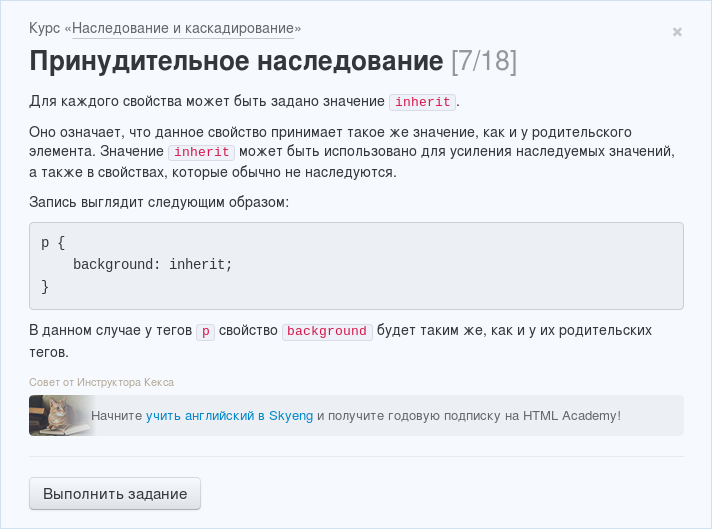 Курс «Наследование и каскадирование»
×
Принудительное наследование [7/18]
Для каждого свойства может быть задано значение inherit.
Оно означает, что данное свойство принимает такое же значение, как и у родительского
элемента. Значение inherit может быть использовано для усиления наследуемых значений,
а также в свойствах, которые обычно не наследуются.
Запись выглядит следующим образом:
p {
    background: inherit;
}
В данном случае у тегов p свойство background будет таким же, как и у их родительских
тегов.
Совет от Инструктора Кекса
Начните учить английский в Skyeng и получите годовую подписку на HTML Academy!
Выполнить задание